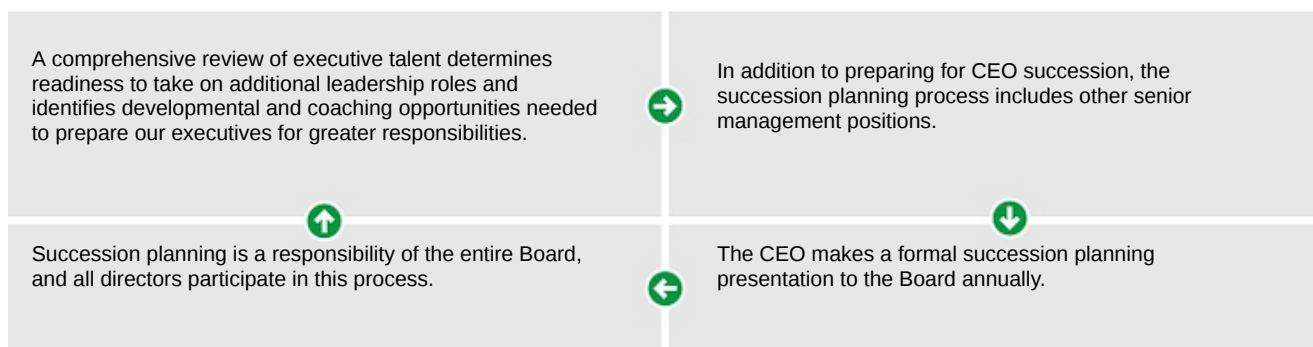 A comprehensive review of executive talent determines
readiness to take on additional leadership roles and
identifies developmental and coaching opportunities needed
to prepare our executives for greater responsibilities.
In addition to preparing for CEO succession, the
succession planning process includes other senior
management positions.
Succession planning is a responsibility of the entire Board,
and all directors participate in this process.
The CEO makes a formal succession planning
presentation to the Board annually.